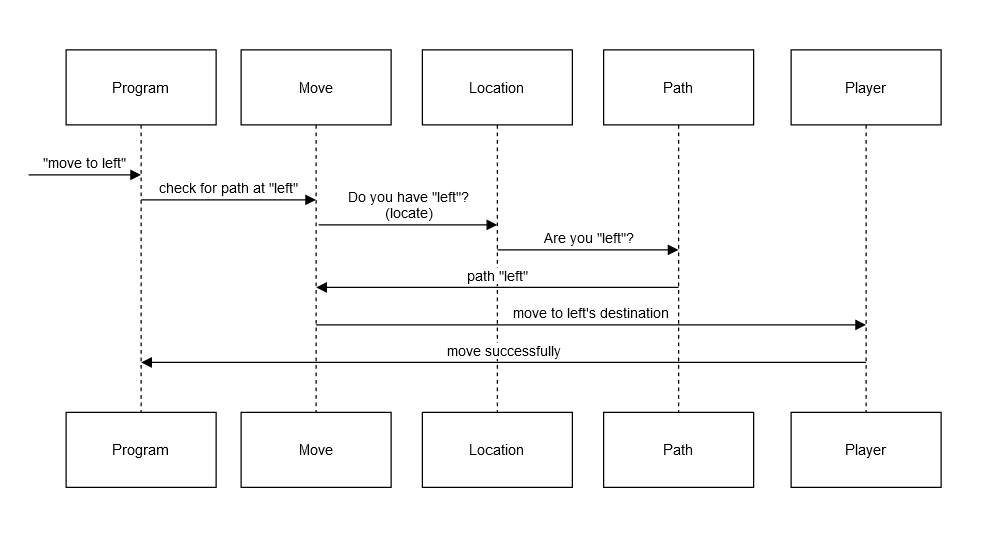 Program
Move
Location
Path
Player
"move to left"
check for path at "left"
Do you have "left"?
(locate)
Are you "left"?
path "left"
move to left's destination
move successfully
Program
Move
Location
Path
Player